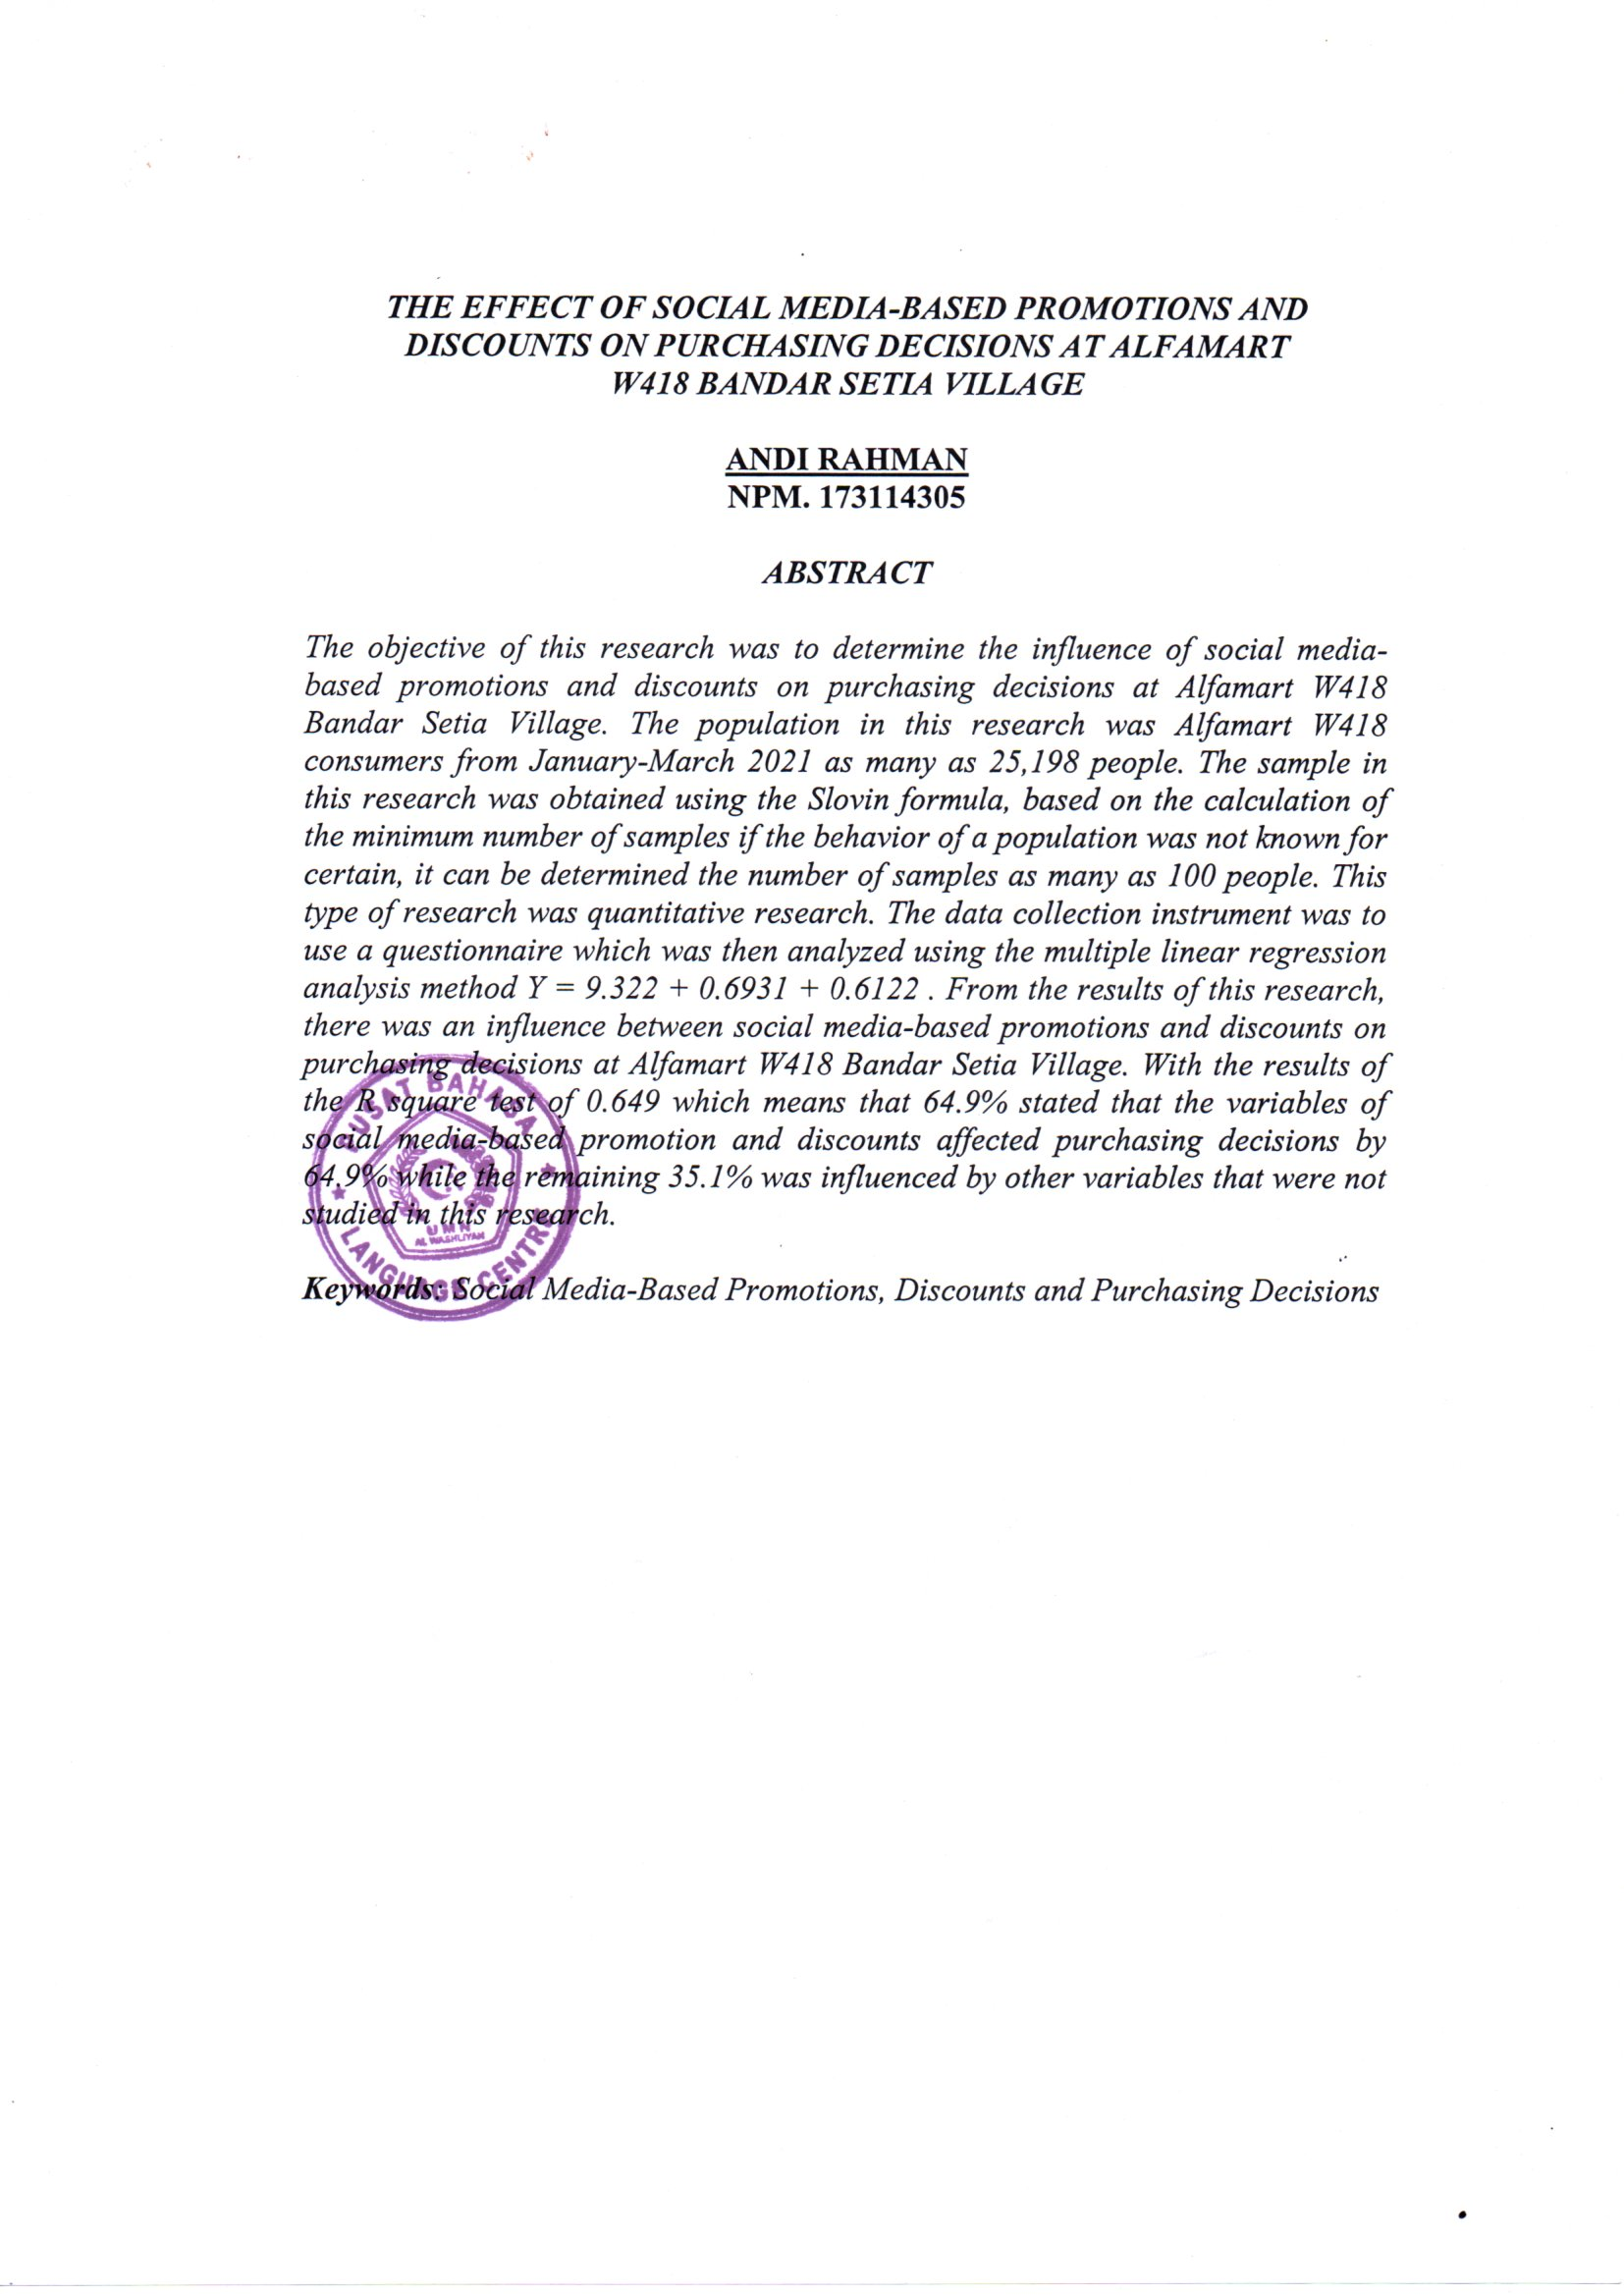 THE EFFECT OF SOCIAL MEDIA-BASED PROMOTIONS AND
DISCOUNTS ON PURCHASING DECISIONS AT ALFAMART
W418 BANDAR SETIA VILLAGE
ANDI RAHMAN
NPM. 173114305
ABSTRACT
The objective of this research was to determine the influence of social media-
based promotions and discounts on purchasing decisions at Alfamart W418
Bandar Setia Village. The population in this research was Alfamart W418
consumers from January-March 2021 as many as 25,198 people. The sample in
this research was obtained using the Slovin formula, based on the calculation of
the minimum number of samples if the behavior of a population was not known for
certain, it can be determined the number of samples as many as 100 people. This
type of research was quantitative research. The data collection instrument was to
use a questionnaire which was then analyzed using the multiple linear regression
analysis method Y = 9.322 + 0.6931 + 0.6122 . From the results of this research,
there was an influence between social media-based promotions and discounts on
purchasing decisions at Alfamart W418 Bandar Setia Village. With the results of
the R square test of 0.649 which means that 64.9% stated that the variables of
social media-based promotion and discounts affected purchasing decisions by
64.9% while the remaining 35.1% was influenced by other variables that were not
studied in this research.
Keywords: Social Media-Based Promotions, Discounts and Purchasing Decisions
PUSAT BAHASA
UMN
AL WASHLIYAH
LANGUAGE CENTRE